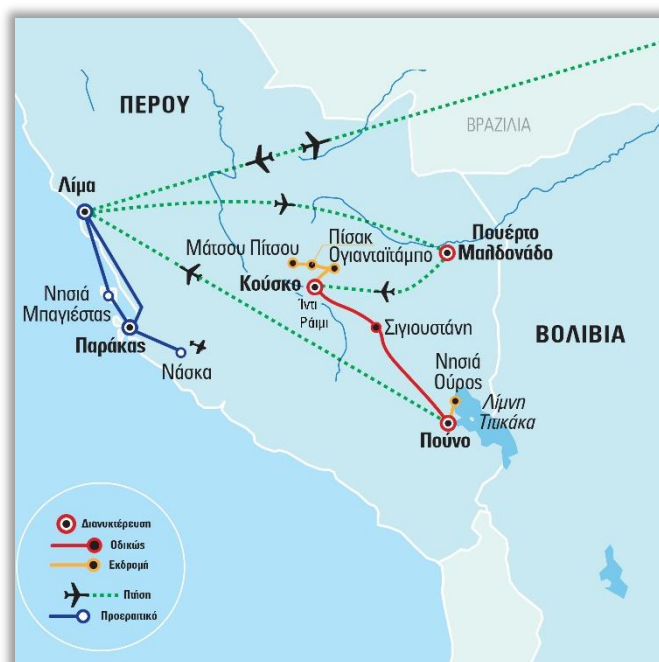 ΠΕΡΟΥ
ΒΡΑΖΙΛΙΑ
Λίμα
Πίσακ
Μάτσου Πίτσου
Ογιανταϊτάμπο
Πουέρτο
Μαλδονάδο
Κούσκο
Ίντι
Ράιμι
Νησιά
Μπαγιέστας
Παράκας
Νάσκα
Σιγιουστάνη
ΒΟΛΙΒΙΑ
Νησιά
Ούρος
Λίμνη
Τιτικάκα
Πούνο
Διανυκτέρευση
Οδικώς
Εκδρομή
Πτήση
Προεραιτικό